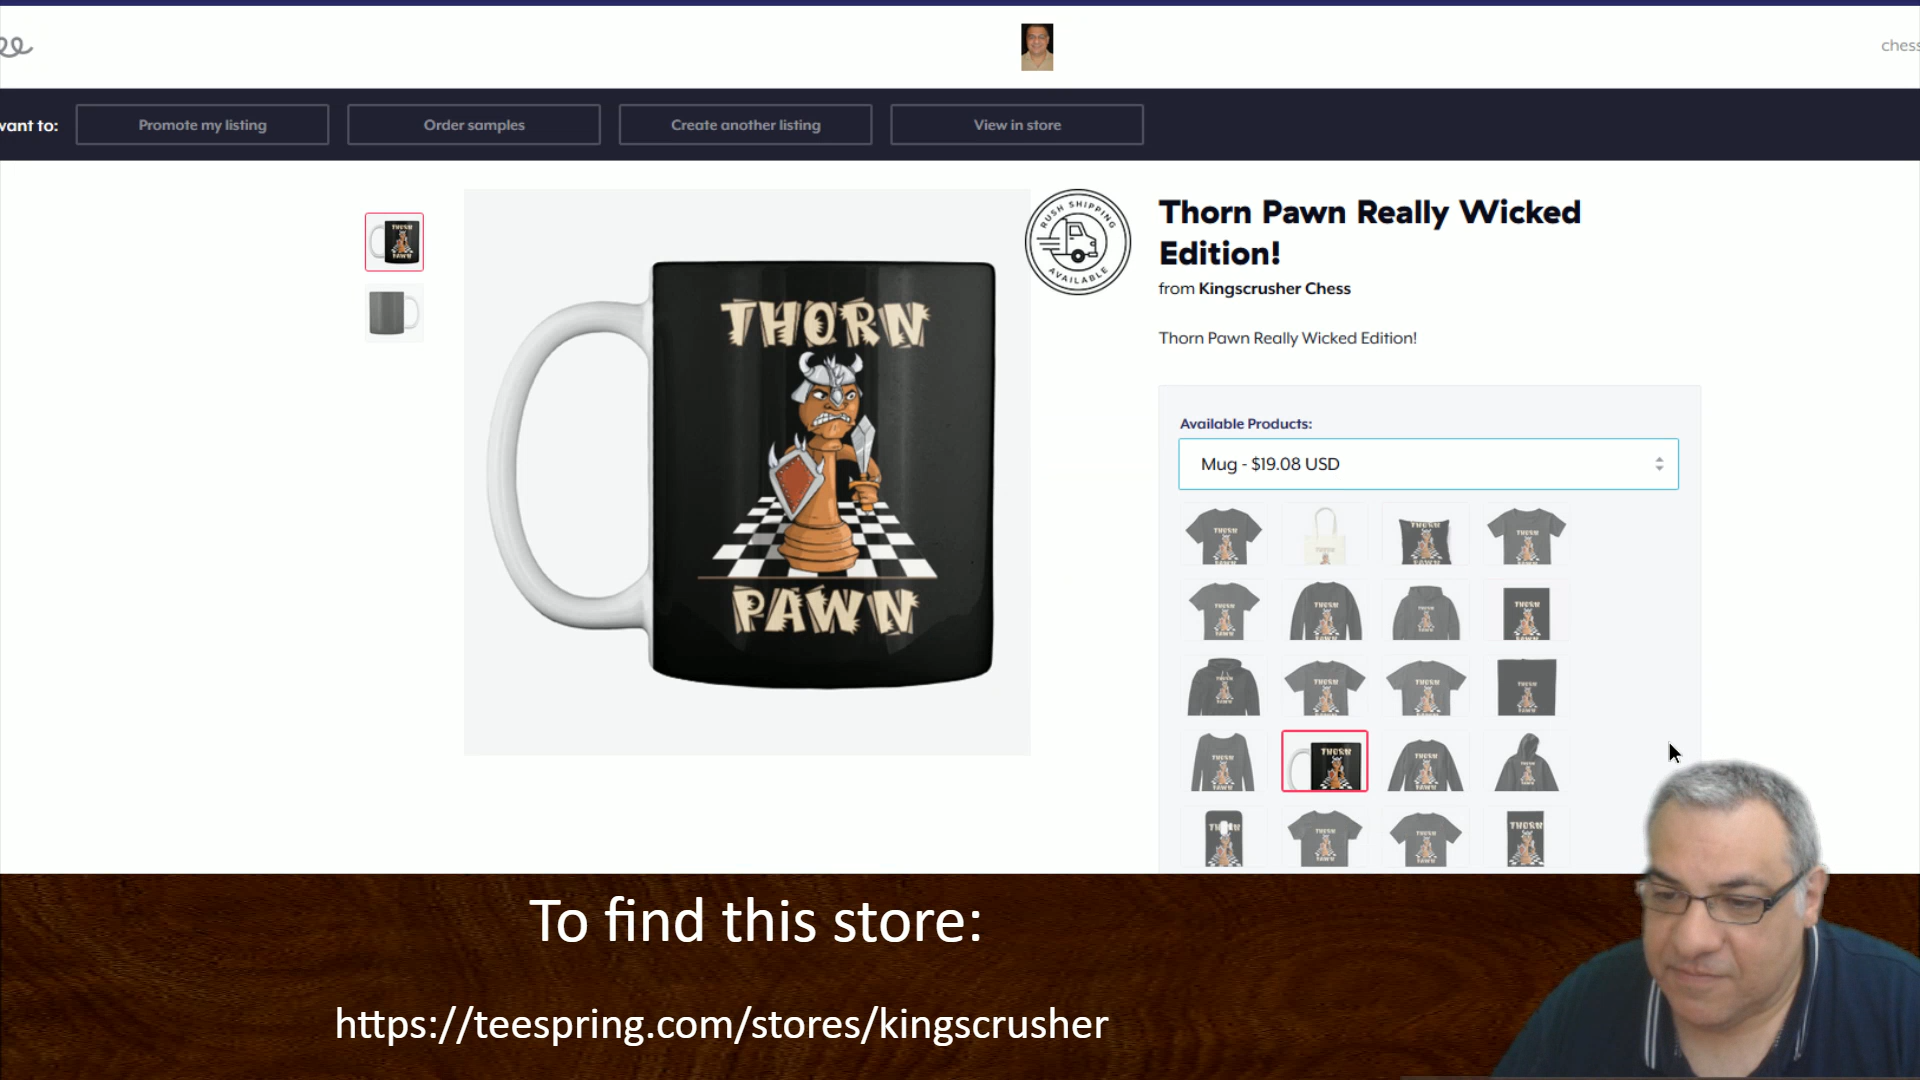 ee
chess
want to:
Promote my listing
Order samples
Create another listing
View in store
RUSH SHIPPING
AVAILABLE
THORN
PAWN
Thorn Pawn Really Wicked
Edition!
from Kingscrusher Chess
Thorn Pawn Really Wicked Edition!
Available Products:
Mug - $19.08 USD
To find this store:
https://teespring.com/stores/kingscrusher